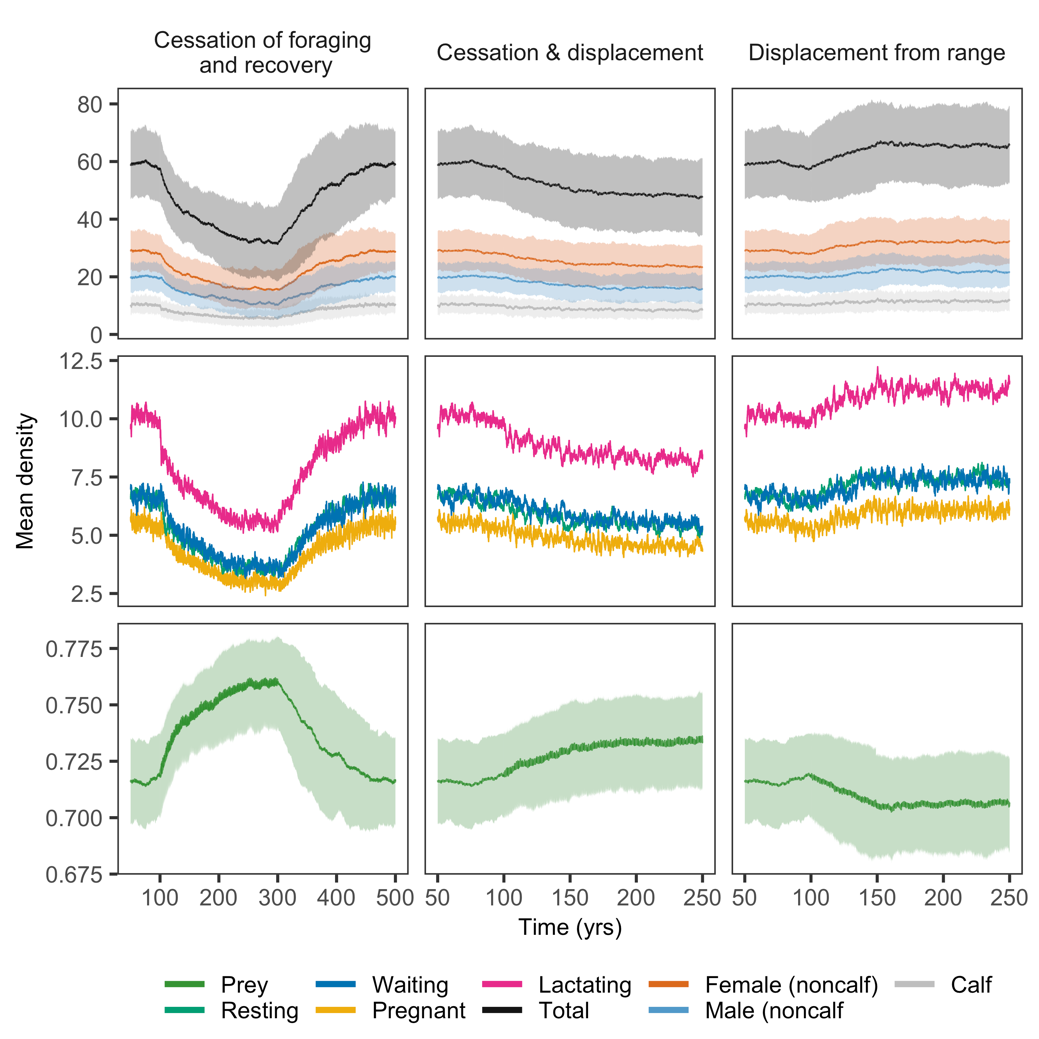 Cessation of foraging
and recovery
Cessation & displacement
Displacement from range
80
60
40
20
0
12.5
10.0
7.5
5.0
2.5
0.775
0.750
0.725
0.700
0.675
Mean density
100 200 300 400 500
50 100 150 200 250
50 100 150 200 250
Time (yrs)
Prey Waiting Lactating Female (noncalf) Calf
Resting Pregnant Total Male (noncalf